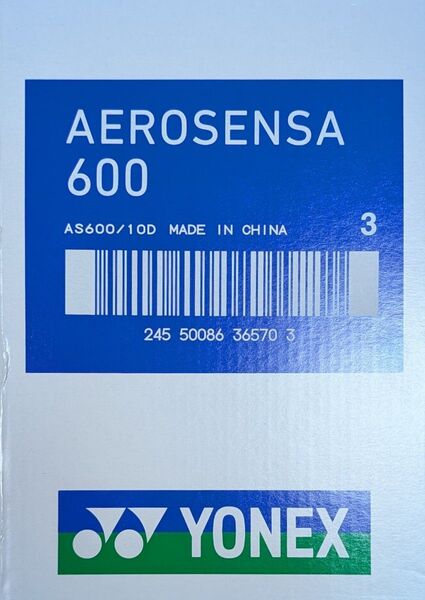 AEROSENSA
600
AS600/10D MADE IN CHINA 3
245 50086 36570 3
YONEX